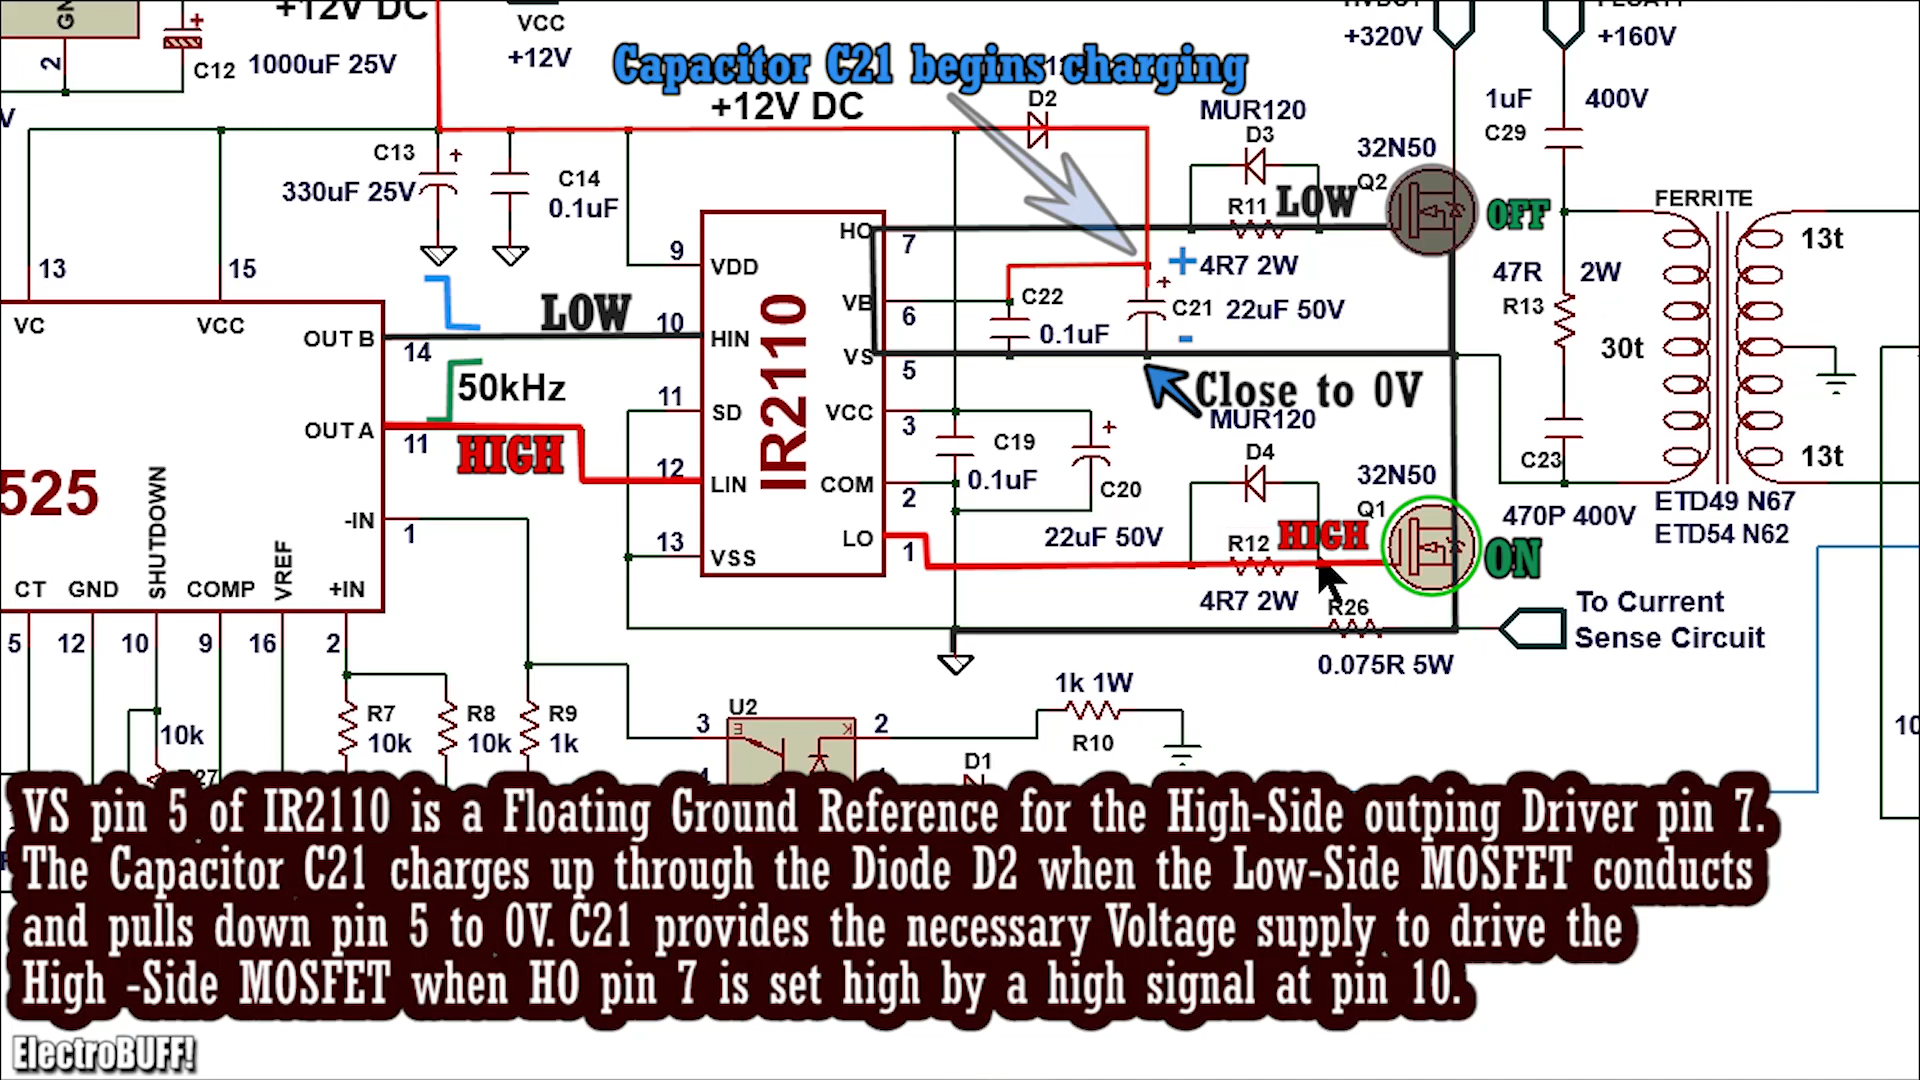 +12V DC
VCC
+12V
+320V
+160V
2
C12
1000uF 25V
Capacitor C21 begins charging
+12V DC
D2
MUR120
D3
1uF
400V
C29
C13
+
330uF 25V
C14
0.1uF
32N50
Q2
LOW
R11
OFF
FERRITE
13t
4R7 2W
47R 2W
R13
30t
13
15
VC
VCC
OUT B
14
LOW
50kHz
OUT A
11
HIGH
525
SHUTDOWN
-IN
1
CT
GND
COMP
VREF
+IN
5
12
10
9
16
2
IR2110
9
VDD
10
HIN
11
SD
12
LIN
13
VSS
HO
7
VB
6
VS
5
VCC
3
COM
2
LO
1
C22
0.1uF
+
+
C21
22uF 50V
-
Close to 0V
MUR120
D4
C19
0.1uF
+
C20
22uF 50V
32N50
Q1
HIGH
R12
ON
4R7 2W
C23
470P 400V
13t
ETD49 N67
ETD54 N62
R26
0.075R 5W
To Current
Sense Circuit
R7
10k
R8
10k
R9
1k
10k
U2
3
E
K
2
1k 1W
R10
D1
10
VS pin 5 of IR2110 is a Floating Ground Reference for the High-Side outping Driver pin 7.
The Capacitor C21 charges up through the Diode D2 when the Low-Side MOSFET conducts
and pulls down pin 5 to 0V. C21 provides the necessary Voltage supply to drive the
High -Side MOSFET when HO pin 7 is set high by a high signal at pin 10.
ElectroBUFF!